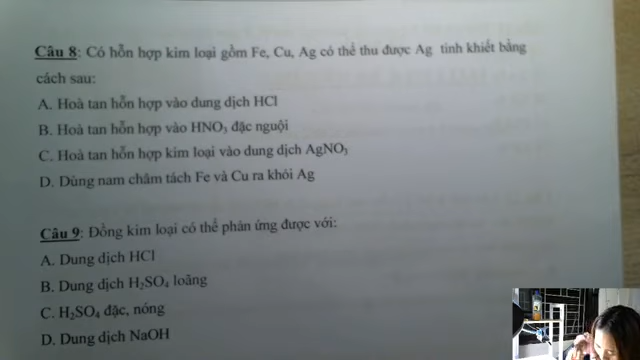 Câu 8: Có hỗn hợp kim loại gồm Fe, Cu, Ag có thể thu được Ag tinh khiết bằng
cách sau:
A. Hoà tan hỗn hợp vào dung dịch HCl
B. Hoà tan hỗn hợp vào HNO₃ đặc nguội
C. Hoà tan hỗn hợp kim loại vào dung dịch AgNO₃
D. Dùng nam châm tách Fe và Cu ra khỏi Ag
Câu 9: Đồng kim loại có thể phản ứng được với:
A. Dung dịch HCl
B. Dung dịch H₂SO₄ loãng
C. H₂SO₄ đặc, nóng
D. Dung dịch NaOH